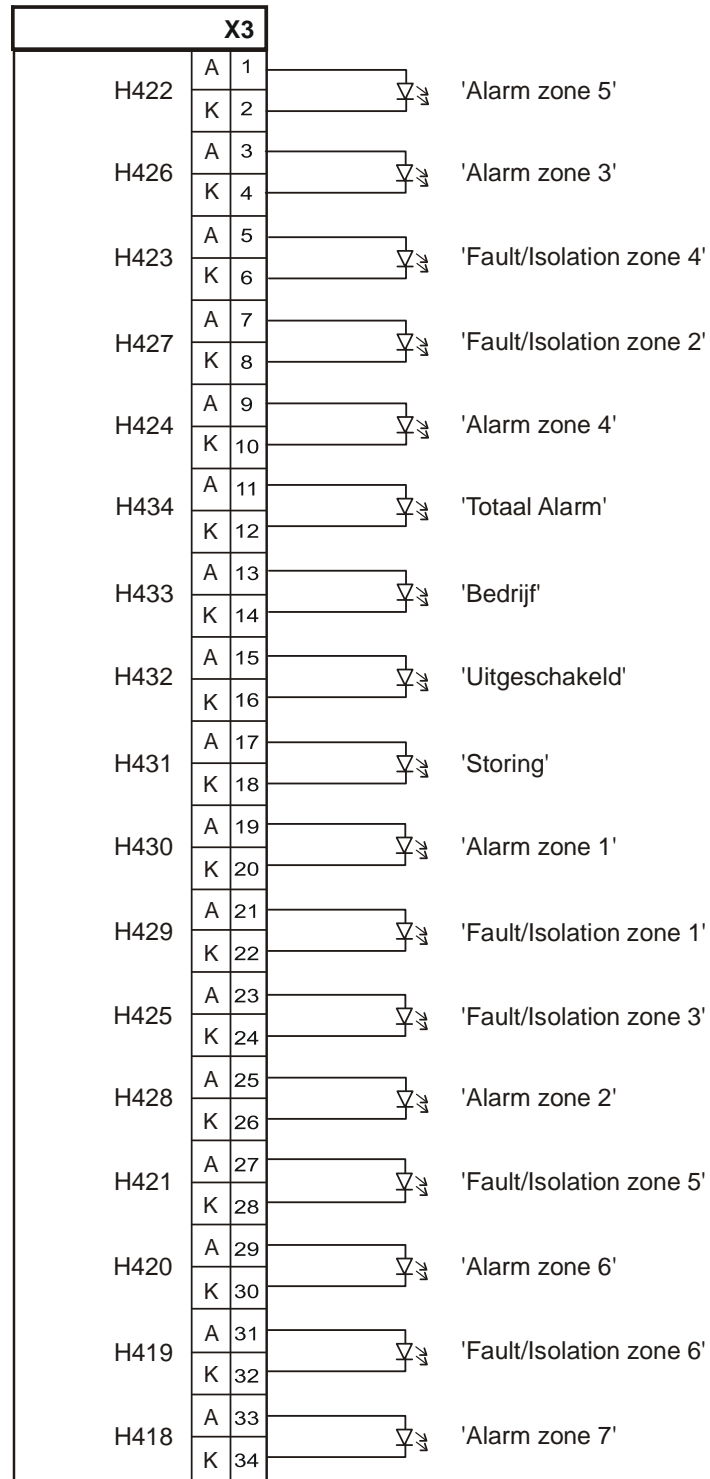 X3
A 1
H422 'Alarm zone 5'
K 2
A 3
H426 'Alarm zone 3'
K 4
A 5
H423 'Fault/Isolation zone 4'
K 6
A 7
H427 'Fault/Isolation zone 2'
K 8
A 9
H424 'Alarm zone 4'
K 10
A 11
H434 'Totaal Alarm'
K 12
A 13
H433 'Bedrijf'
K 14
A 15
H432 'Uitgeschakeld'
K 16
A 17
H431 'Storing'
K 18
A 19
H430 'Alarm zone 1'
K 20
A 21
H429 'Fault/Isolation zone 1'
K 22
A 23
H425 'Fault/Isolation zone 3'
K 24
A 25
H428 'Alarm zone 2'
K 26
A 27
H421 'Fault/Isolation zone 5'
K 28
A 29
H420 'Alarm zone 6'
K 30
A 31
H419 'Fault/Isolation zone 6'
K 32
A 33
H418 'Alarm zone 7'
K 34